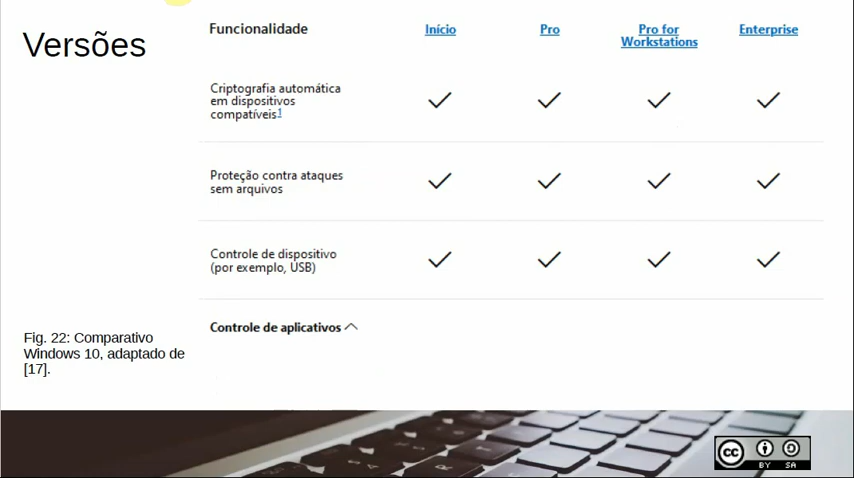 Versões
Funcionalidade
Início
Pro
Pro for
Workstations
Enterprise
Criptografia automática
em dispositivos
compatíveis1
Proteção contra ataques
sem arquivos
Controle de dispositivo
(por exemplo, USB)
Controle de aplicativos
Fig. 22: Comparativo
Windows 10, adaptado de
[17].
cc
BY SA